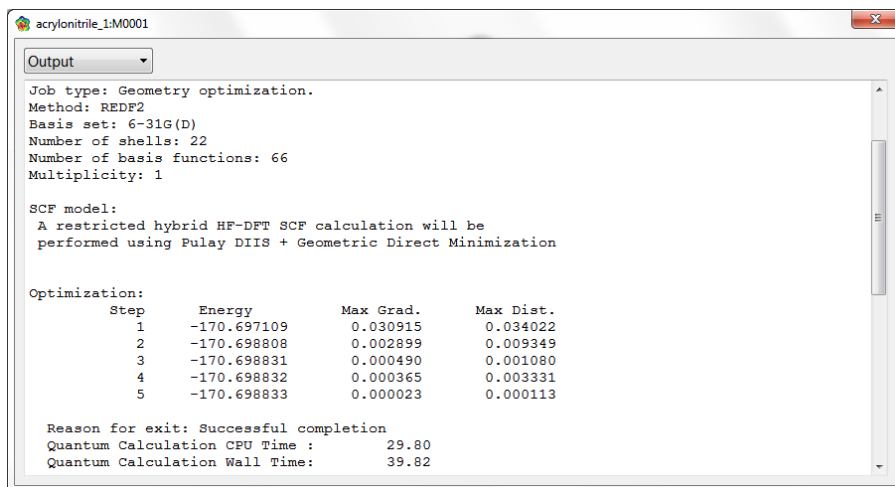 acrylonitrile_1:M0001
Output
Job type: Geometry optimization.
Method: REDF2
Basis set: 6-31G(D)
Number of shells: 22
Number of basis functions: 66
Multiplicity: 1
SCF model:
A restricted hybrid HF-DFT SCF calculation will be
performed using Pulay DIIS + Geometric Direct Minimization
Optimization:
Step Energy Max Grad. Max Dist.
1 -170.697109 0.030915 0.034022
2 -170.698808 0.002899 0.009349
3 -170.698831 0.000490 0.001080
4 -170.698832 0.000365 0.003331
5 -170.698833 0.000023 0.000113
Reason for exit: Successful completion
Quantum Calculation CPU Time : 29.80
Quantum Calculation Wall Time: 39.82